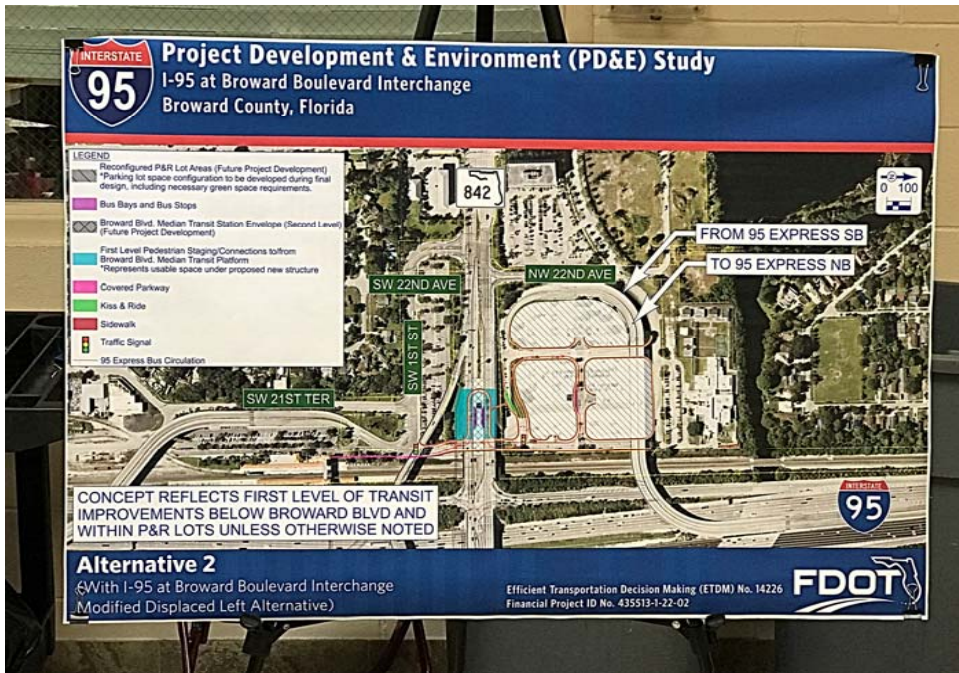 INTERSTATE
95
Project Development & Environment (PD&E) Study
I-95 at Broward Boulevard Interchange
Broward County, Florida
LEGEND
Reconfigured P&R Lot Areas (Future Project Development)
*Parking lot space configuration to be developed during final
design, including necessary green space requirements.
Bus Bays and Bus Stops
Broward Blvd. Median Transit Station Envelope (Second Level)
(Future Project Development)
First Level Pedestrian Staging/Connections to/from
Broward Blvd. Median Transit Platform
*Represents usable space under proposed new structure
Covered Parkway
Kiss & Ride
Sidewalk
Traffic Signal
95 Express Bus Circulation
842
Z
0 100
FROM 95 EXPRESS SB
TO 95 EXPRESS NB
NW 22ND AVE
SW 22ND AVE
SW 1ST ST
SW 21ST TER
CONCEPT REFLECTS FIRST LEVEL OF TRANSIT
IMPROVEMENTS BELOW BROWARD BLVD AND
WITHIN P&R LOTS UNLESS OTHERWISE NOTED
INTERSTATE
95
Alternative 2
(With I-95 at Broward Boulevard Interchange
Modified Displaced Left Alternative)
Efficient Transportation Decision Making (ETDM) No. 14226
Financial Project ID No. 435513-1-22-02
FDOT